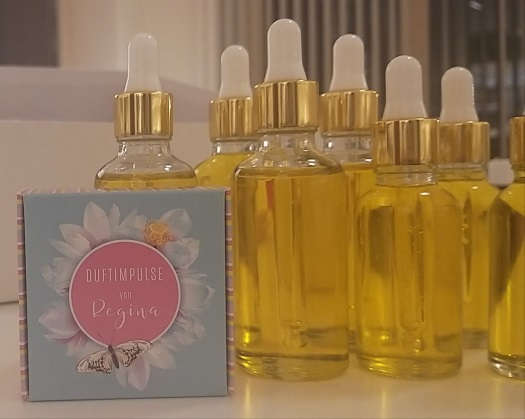 DUFTIMPULSE
von
Regina